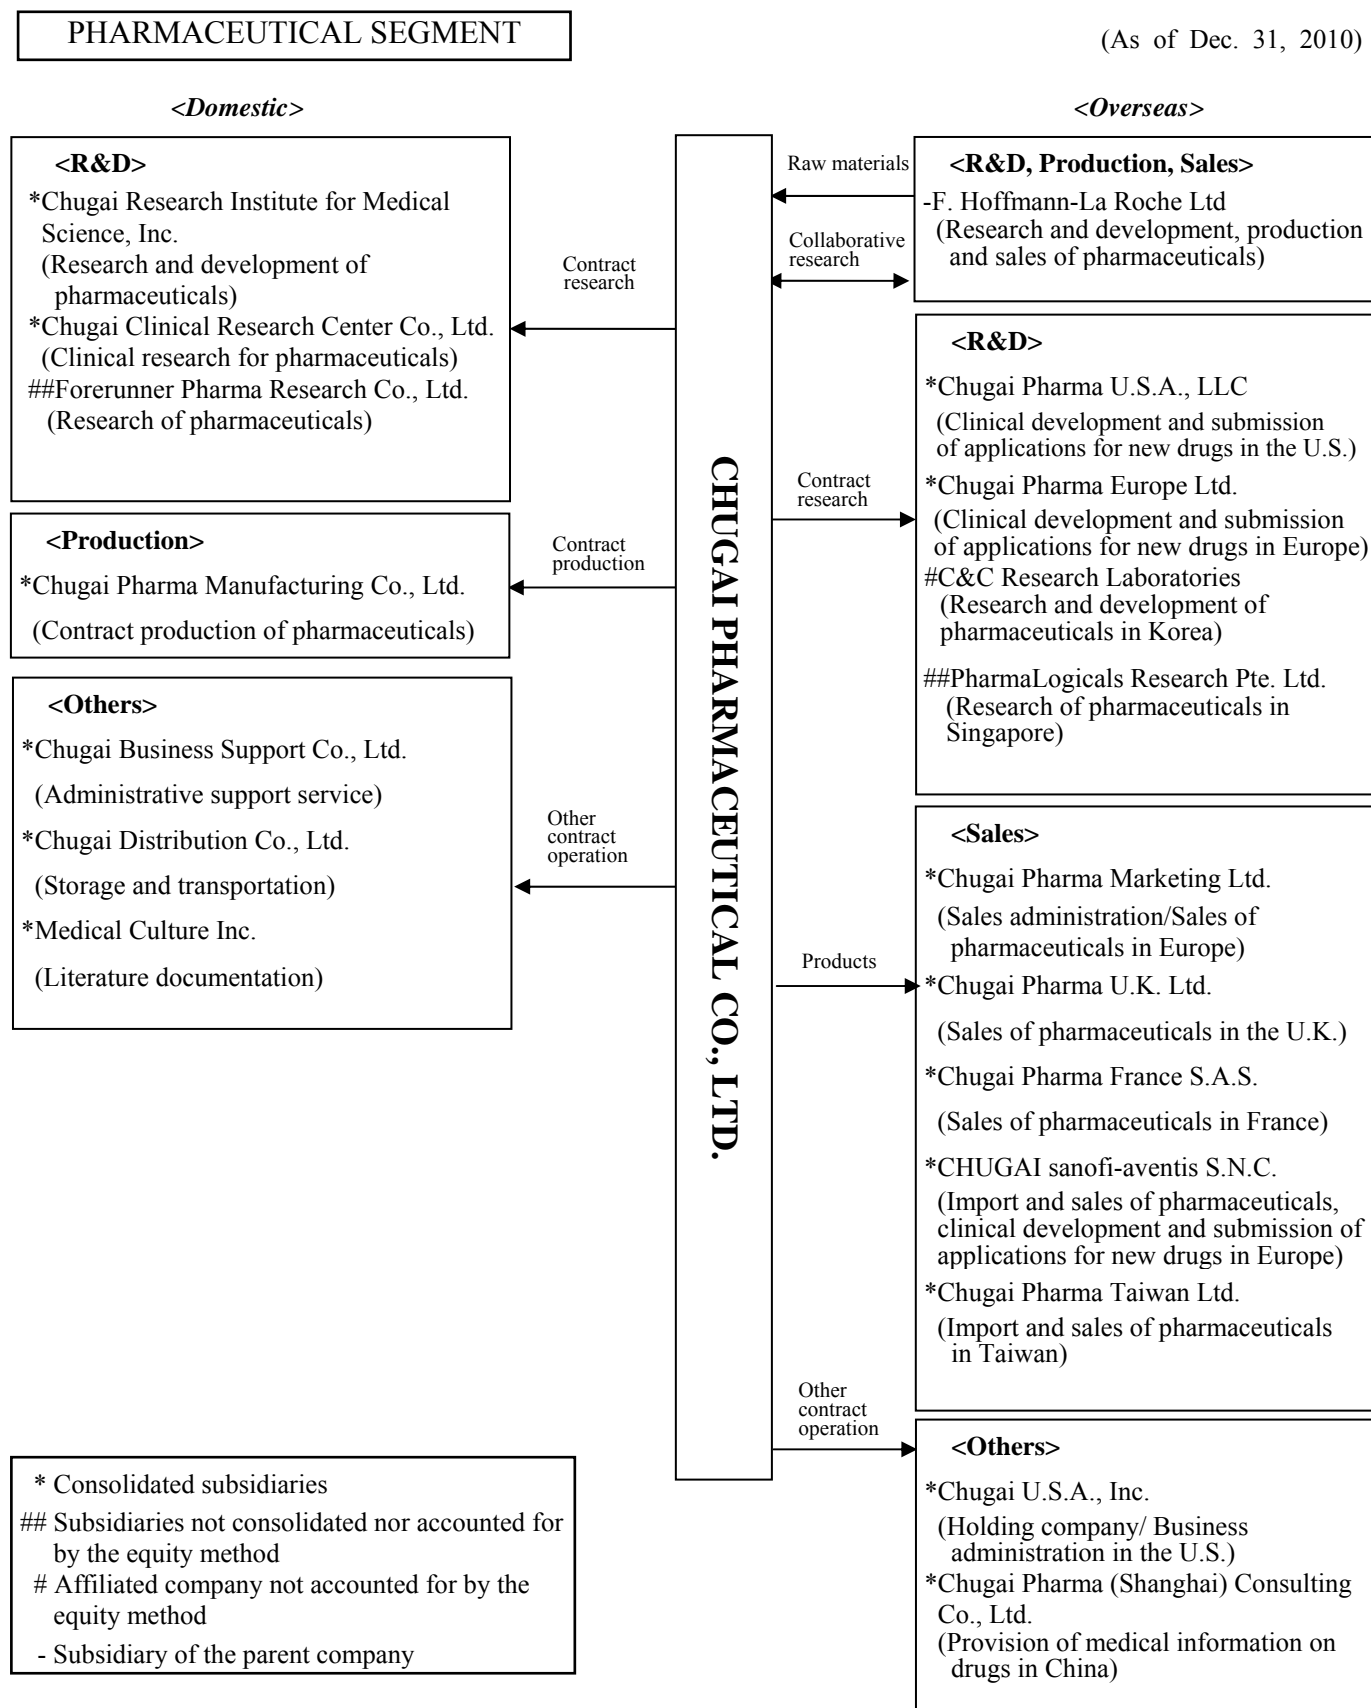 PHARMACEUTICAL SEGMENT
(As of Dec. 31, 2010)
<Domestic>
<Overseas>
<R&D>
*Chugai Research Institute for Medical
Science, Inc.
(Research and development of
pharmaceuticals)
*Chugai Clinical Research Center Co., Ltd.
(Clinical research for pharmaceuticals)
##Forerunner Pharma Research Co., Ltd.
(Research of pharmaceuticals)
Contract
research
<Production>
*Chugai Pharma Manufacturing Co., Ltd.
(Contract production of pharmaceuticals)
Contract
production
<Others>
*Chugai Business Support Co., Ltd.
(Administrative support service)
*Chugai Distribution Co., Ltd.
(Storage and transportation)
*Medical Culture Inc.
(Literature documentation)
Other
contract
operation
CHUGAI PHARMACEUTICAL CO., LTD.
Raw materials
Collaborative
research
<R&D, Production, Sales>
-F. Hoffmann-La Roche Ltd
(Research and development, production
and sales of pharmaceuticals)
Contract
research
<R&D>
*Chugai Pharma U.S.A., LLC
(Clinical development and submission
of applications for new drugs in the U.S.)
*Chugai Pharma Europe Ltd.
(Clinical development and submission
of applications for new drugs in Europe)
#C&C Research Laboratories
(Research and development of
pharmaceuticals in Korea)
##PharmaLogicals Research Pte. Ltd.
(Research of pharmaceuticals in
Singapore)
Products
<Sales>
*Chugai Pharma Marketing Ltd.
(Sales administration/Sales of
pharmaceuticals in Europe)
*Chugai Pharma U.K. Ltd.
(Sales of pharmaceuticals in the U.K.)
*Chugai Pharma France S.A.S.
(Sales of pharmaceuticals in France)
*CHUGAI sanofi-aventis S.N.C.
(Import and sales of pharmaceuticals,
clinical development and submission of
applications for new drugs in Europe)
*Chugai Pharma Taiwan Ltd.
(Import and sales of pharmaceuticals
in Taiwan)
Other
contract
operation
<Others>
*Chugai U.S.A., Inc.
(Holding company/ Business
administration in the U.S.)
*Chugai Pharma (Shanghai) Consulting
Co., Ltd.
(Provision of medical information on
drugs in China)
* Consolidated subsidiaries
## Subsidiaries not consolidated nor accounted for
by the equity method
# Affiliated company not accounted for by the
equity method
- Subsidiary of the parent company